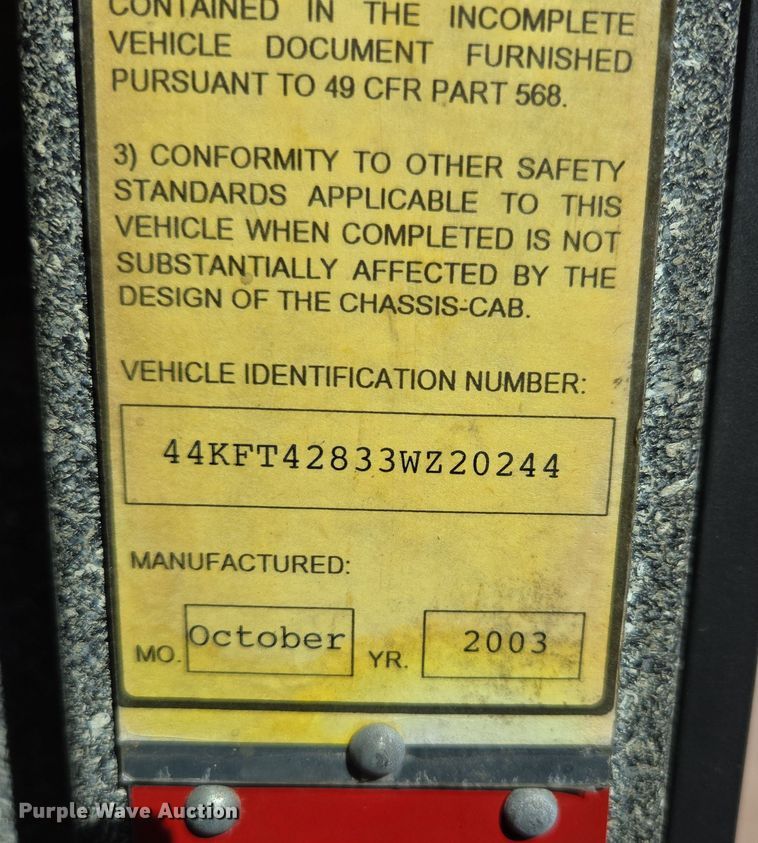 CONTAINED IN THE INCOMPLETE
VEHICLE DOCUMENT FURNISHED
PURSUANT TO 49 CFR PART 568.
3) CONFORMITY TO OTHER SAFETY
STANDARDS APPLICABLE TO THIS
VEHICLE WHEN COMPLETED IS NOT
SUBSTANTIALLY AFFECTED BY THE
DESIGN OF THE CHASSIS-CAB.
VEHICLE IDENTIFICATION NUMBER:
44KFT42833WZ20244
MANUFACTURED:
MO. October YR. 2003
Purple Wave Auction